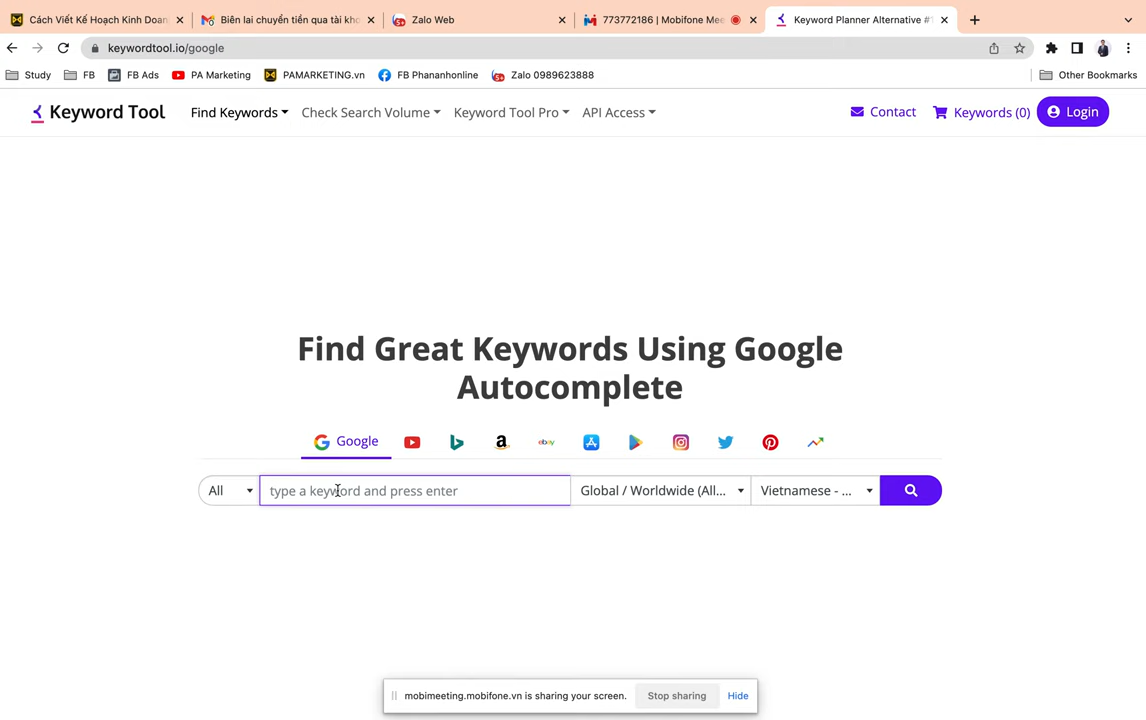 Cách Viết Kế Hoạch Kinh Doan
Biên lai chuyển tiền qua tài kho
Zalo Web
773772186 | Mobifone Mee
Keyword Planner Alternative #1
keywordtool.io/google
Study
FB
FB Ads
PA Marketing
PAMARKETING.vn
FB Phananhonline
Zalo 0989623888
Other Bookmarks
Keyword Tool
Find Keywords
Check Search Volume
Keyword Tool Pro
API Access
Contact
Keywords (0)
Login
Find Great Keywords Using Google
Autocomplete
Google
ebay
All
type a keyword and press enter
Global / Worldwide (All...
Vietnamese - ...
mobimeeting.mobifone.vn is sharing your screen.
Stop sharing
Hide